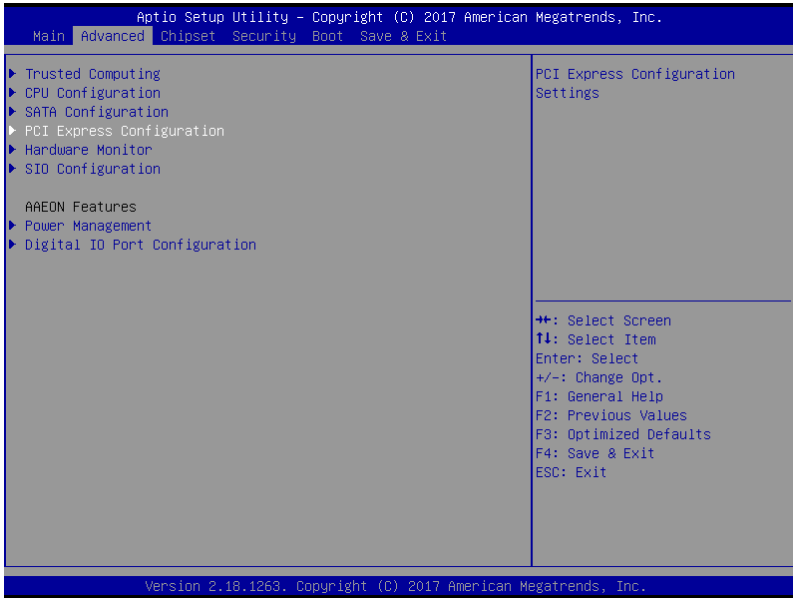 Aptio Setup Utility – Copyright (C) 2017 American Megatrends, Inc.
Main Advanced Chipset Security Boot Save & Exit
Trusted Computing
CPU Configuration
SATA Configuration
PCI Express Configuration
Hardware Monitor
SIO Configuration
AAEON Features
Power Management
Digital IO Port Configuration
PCI Express Configuration
Settings
→←: Select Screen
↑↓: Select Item
Enter: Select
+/-: Change Opt.
F1: General Help
F2: Previous Values
F3: Optimized Defaults
F4: Save & Exit
ESC: Exit
Version 2.18.1263. Copyright (C) 2017 American Megatrends, Inc.